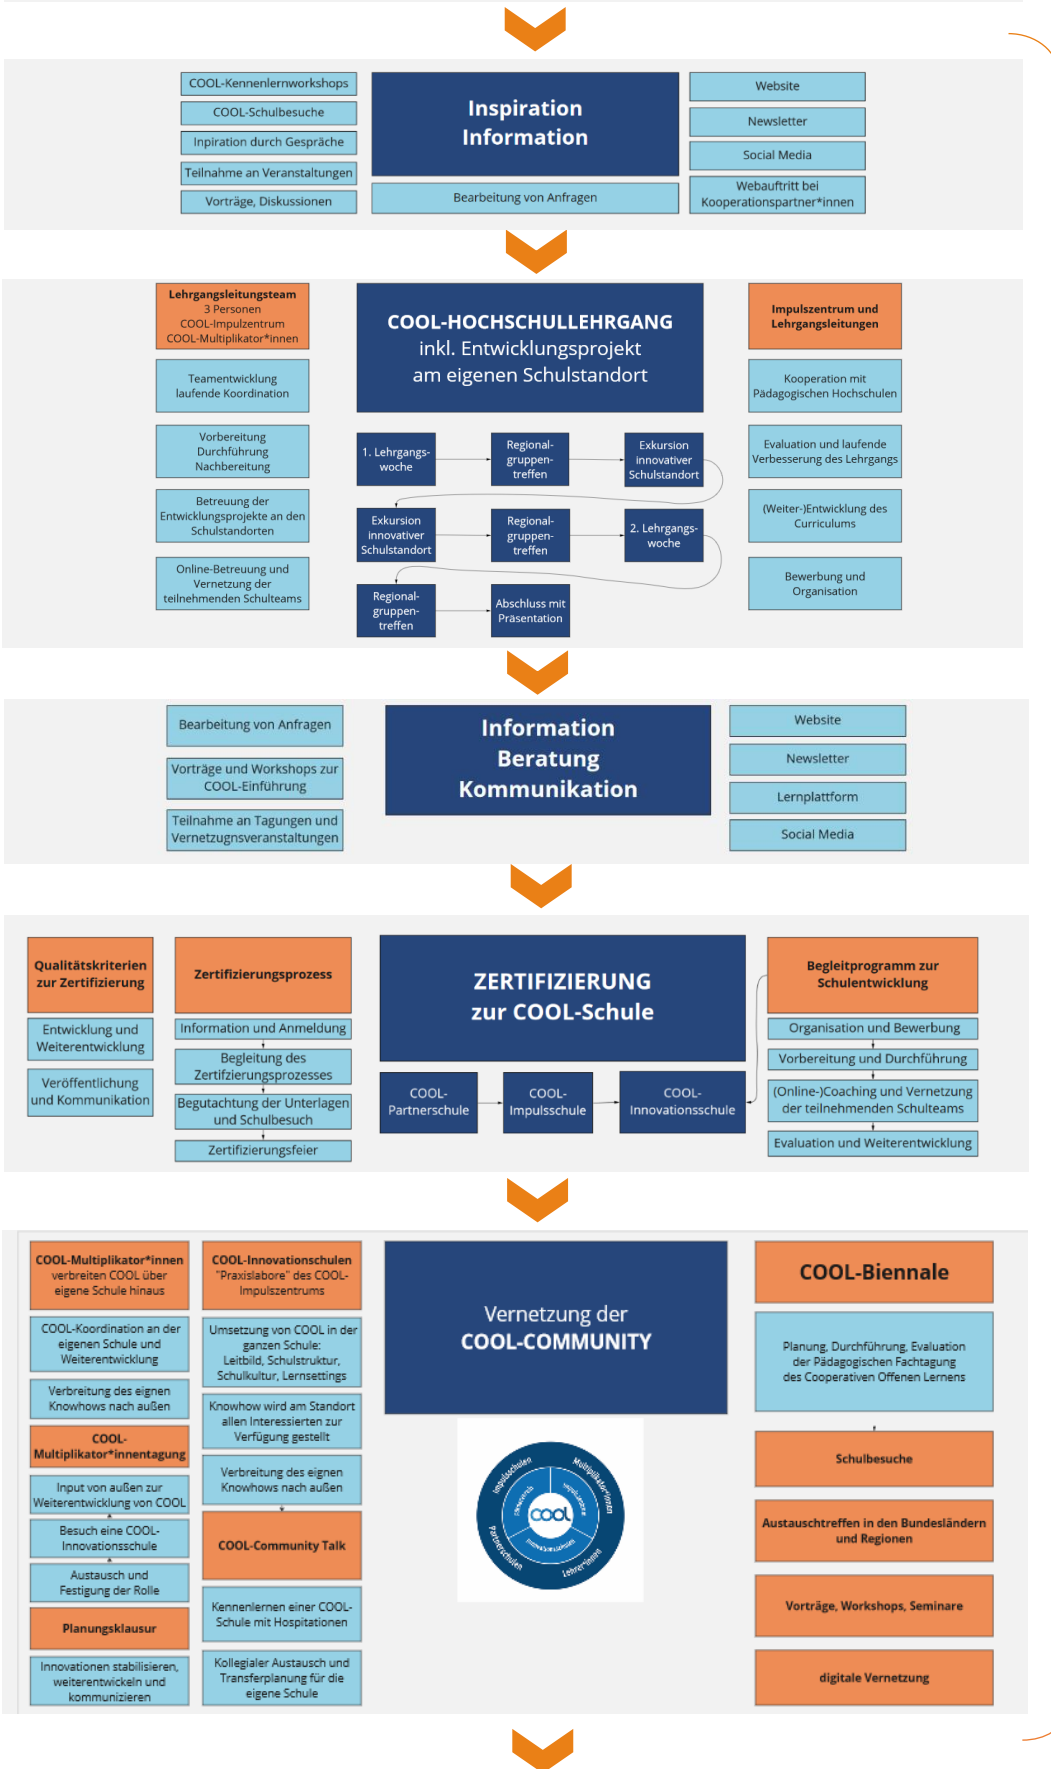 COOL-Kennenlernworkshops
COOL-Schulbesuche
Inpiration durch Gespräche
Teilnahme an Veranstaltungen
Vorträge, Diskussionen
Inspiration
Information
Bearbeitung von Anfragen
Website
Newsletter
Social Media
Webauftritt bei
Kooperationspartner*innen
Lehrgangsleitungsteam
3 Personen
COOL-Impulzentrum
COOL-Multiplikator*innen
Teamentwicklung
laufende Koordination
Vorbereitung
Durchführung
Nachbereitung
Betreuung der
Entwicklungsprojekte an den
Schulstandorten
Online-Betreuung und
Vernetzung der
teilnehmenden Schulteams
COOL-HOCHSCHULLEHRGANG
inkl. Entwicklungsprojekt
am eigenen Schulstandort
1. Lehrgangs-
woche
Regional-
gruppen-
treffen
Exkursion
innovativer
Schulstandort
Exkursion
innovativer
Schulstandort
Regional-
gruppen-
treffen
2. Lehrgangs-
woche
Regional-
gruppen-
treffen
Abschluss mit
Präsentation
Impulszentrum und
Lehrgangsleitungen
Kooperation mit
Pädagogischen Hochschulen
Evaluation und laufende
Verbesserung des Lehrgangs
(Weiter-)Entwicklung des
Curriculums
Bewerbung und
Organisation
Bearbeitung von Anfragen
Vorträge und Workshops zur
COOL-Einführung
Teilnahme an Tagungen und
Vernetzugnsveranstaltungen
Information
Beratung
Kommunikation
Website
Newsletter
Lernplattform
Social Media
Qualitätskriterien
zur Zertifizierung
Entwicklung und
Weiterentwicklung
Veröffentlichung
und Kommunikation
Zertifizierungsprozess
Information und Anmeldung
Begleitung des
Zertifzierungsprozesses
Begutachtung der Unterlagen
und Schulbesuch
Zertifizierungsfeier
ZERTIFIZIERUNG
zur COOL-Schule
COOL-
Partnerschule
COOL-
Impulsschule
COOL-
Innovationsschule
Begleitprogramm zur
Schulentwicklung
Organisation und Bewerbung
Vorbereitung und Durchführung
(Online-)Coaching und Vernetzung
der teilnehmenden Schulteams
Evaluation und Weiterentwicklung
COOL-Multiplikator*innen
verbreiten COOL über
eigene Schule hinaus
COOL-Koordination an der
eigenen Schule und
Weiterentwicklung
Verbreitung des eignen
Knowhows nach außen
COOL-
Multiplikator*innentagung
Input von außen zur
Weiterentwicklung von COOL
Besuch eine COOL-
Innovationsschule
Austausch und
Festigung der Rolle
Planungsklausur
Innovationen stabilisieren,
weiterentwickeln und
kommunizieren
COOL-Innovationschulen
"Praxislabore" des COOL-
Impulszentrums
Umsetzung von COOL in der
ganzen Schule:
Leitbild, Schulstruktur,
Schulkultur, Lernsettings
Knowhow wird am Standort
allen Interessierten zur
Verfügung gestellt
Verbreitung des eignen
Knowhows nach außen
COOL-Community Talk
Kennenlernen einer COOL-
Schule mit Hospitationen
Kollegialer Austausch und
Transferplanung für die
eigene Schule
Vernetzung der
COOL-COMMUNITY
Impulsschulen
Multiplikator*innen
Partnerschulen
Lehrer*innen
Innovationsschulen
cool
COOL-Biennale
Planung, Durchführung, Evaluation
der Pädagogischen Fachtagung
des Cooperativen Offenen Lernens
Schulbesuche
Austauschtreffen in den Bundesländern
und Regionen
Vorträge, Workshops, Seminare
digitale Vernetzung